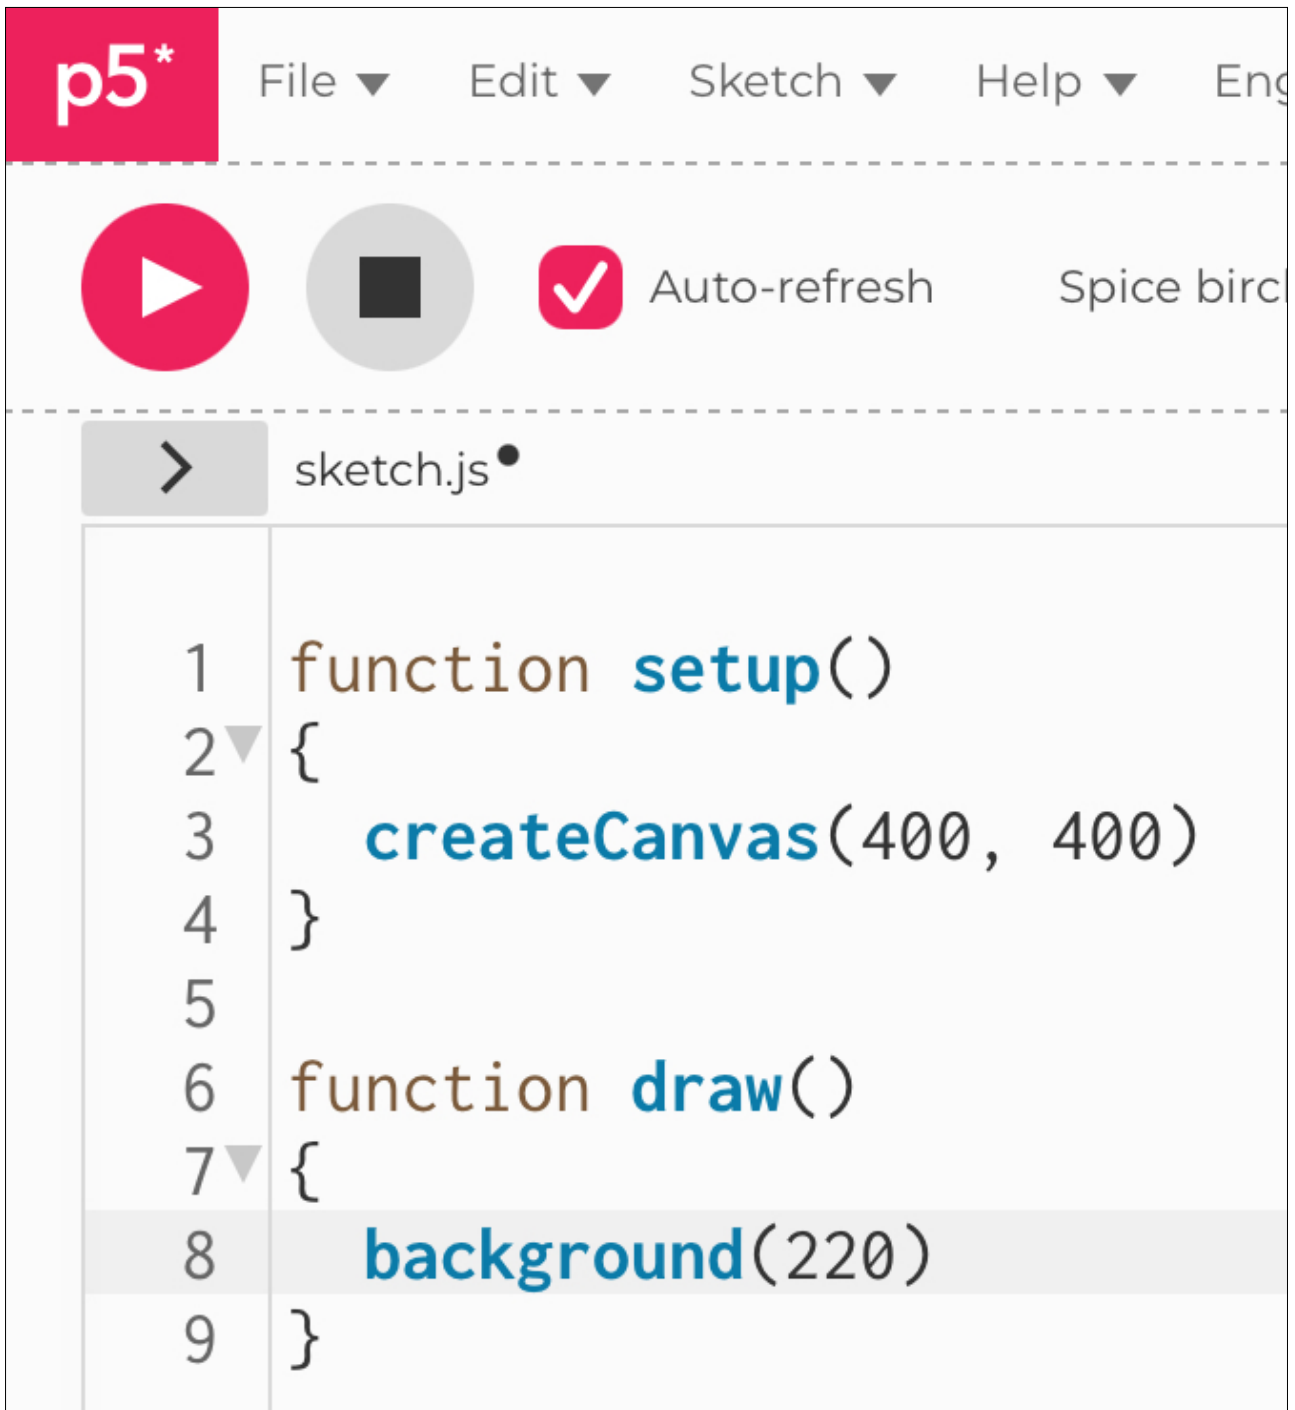 p5*
File Edit Sketch Help
Auto-refresh Spice
sketch.js
1 function setup()
2 {
3   createCanvas(400, 400)
4 }
5
6 function draw()
7 {
8   background(220)
9 }